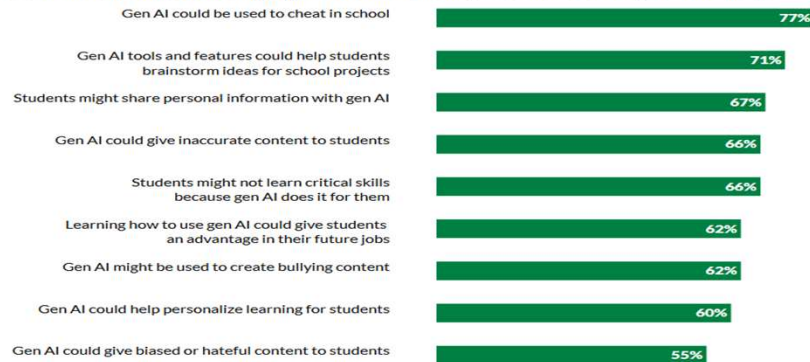 Gen AI could be used to cheat in school
77%
Gen AI tools and features could help students
brainstorm ideas for school projects
71%
Students might share personal information with gen AI
67%
Gen AI could give inaccurate content to students
66%
Students might not learn critical skills
because gen AI does it for them
66%
Learning how to use gen AI could give students
an advantage in their future jobs
62%
Gen AI might be used to create bullying content
62%
Gen AI could help personalize learning for students
60%
Gen AI could give biased or hateful content to students
55%